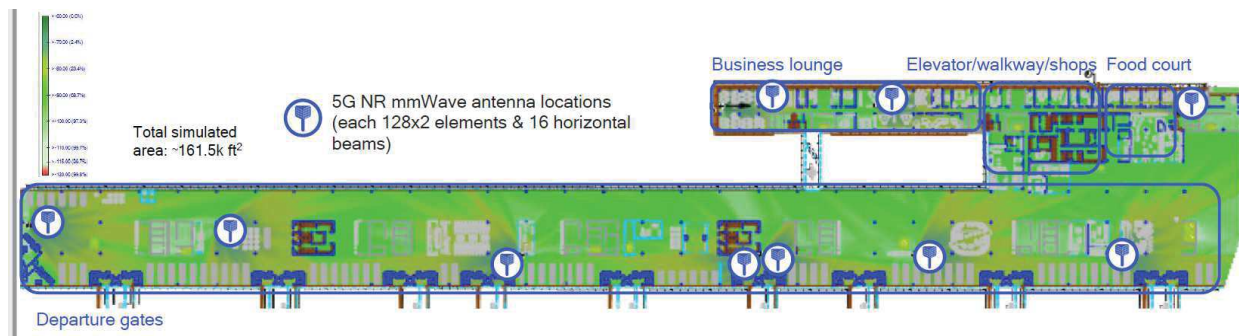 Business lounge
Elevator/walkway/shops
Food court
5G NR mmWave antenna locations
(each 128x2 elements & 16 horizontal
beams)
Total simulated
area: ~161.5k ft²
Departure gates